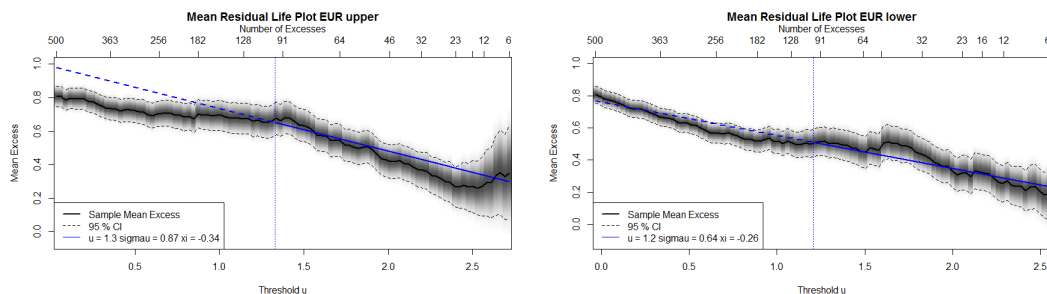 Mean Residual Life Plot EUR upper
Number of Excesses
500 363 256 182 128 91 64 46 32 23 16 12 6
Mean Excess
1.0
0.8
0.6
0.4
0.2
0.0
Sample Mean Excess
95 % CI
u = 1.3 sigmau = 0.87 xi = -0.34
0.5 1.0 1.5 2.0 2.5
Threshold u
Mean Residual Life Plot EUR lower
Number of Excesses
500 363 256 182 128 91 64 32 23 16 12
Mean Excess
1.0
0.8
0.6
0.4
0.2
0.0
Sample Mean Excess
95 % CI
u = 1.2 sigmau = 0.64 xi = -0.26
0.0 0.5 1.0 1.5 2.0 2.5
Threshold u